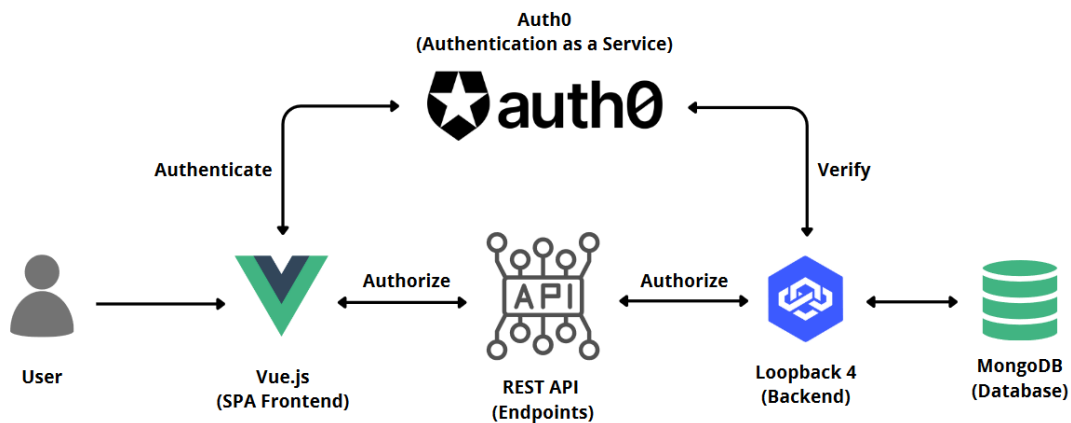 Auth0
(Authentication as a Service)
auth0
Authenticate
Verify
Authorize
API
Authorize
User
Vue.js
(SPA Frontend)
REST API
(Endpoints)
Loopback 4
(Backend)
MongoDB
(Database)